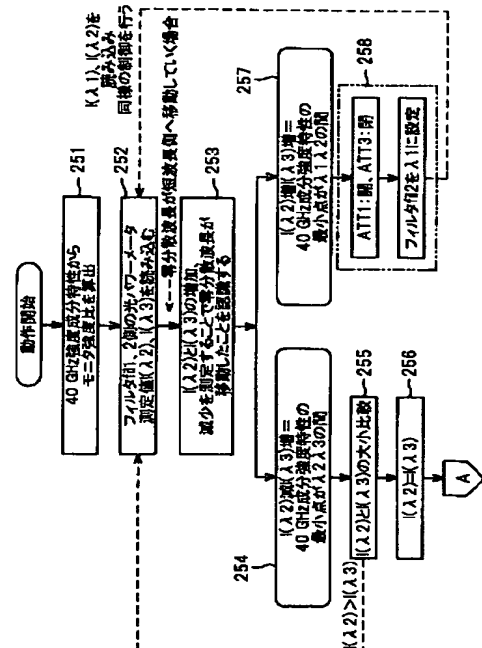 動作開始
251
40 GHz強度成分特性から
モニタ強度比を算出
252
フィルタfi1、2側の光パワーメータ
測定値I(λ2)、I(λ3)を読み込む
I(λ1)、I(λ2)を
読み込み
同様の制御を行う
←--零分散波長が短波長側へ移動していく場合
253
I(λ2)とI(λ3)の増加、
減少を測定することで零分散波長が
移動したことを認識する
254
I(λ2)減I(λ3)増=
40 GHz成分強度特性の
最小点がλ2λ3の間
255
I(λ2)とI(λ3)の大小比較
I(λ2)>I(λ3)
256
I(λ2)=I(λ3)
A
257
I(λ2)増I(λ3)増=
40 GHz成分強度特性の
最小点がλ1λ2の間
258
ATT1:開、ATT3:閉
フィルタfi2をλ1に設定